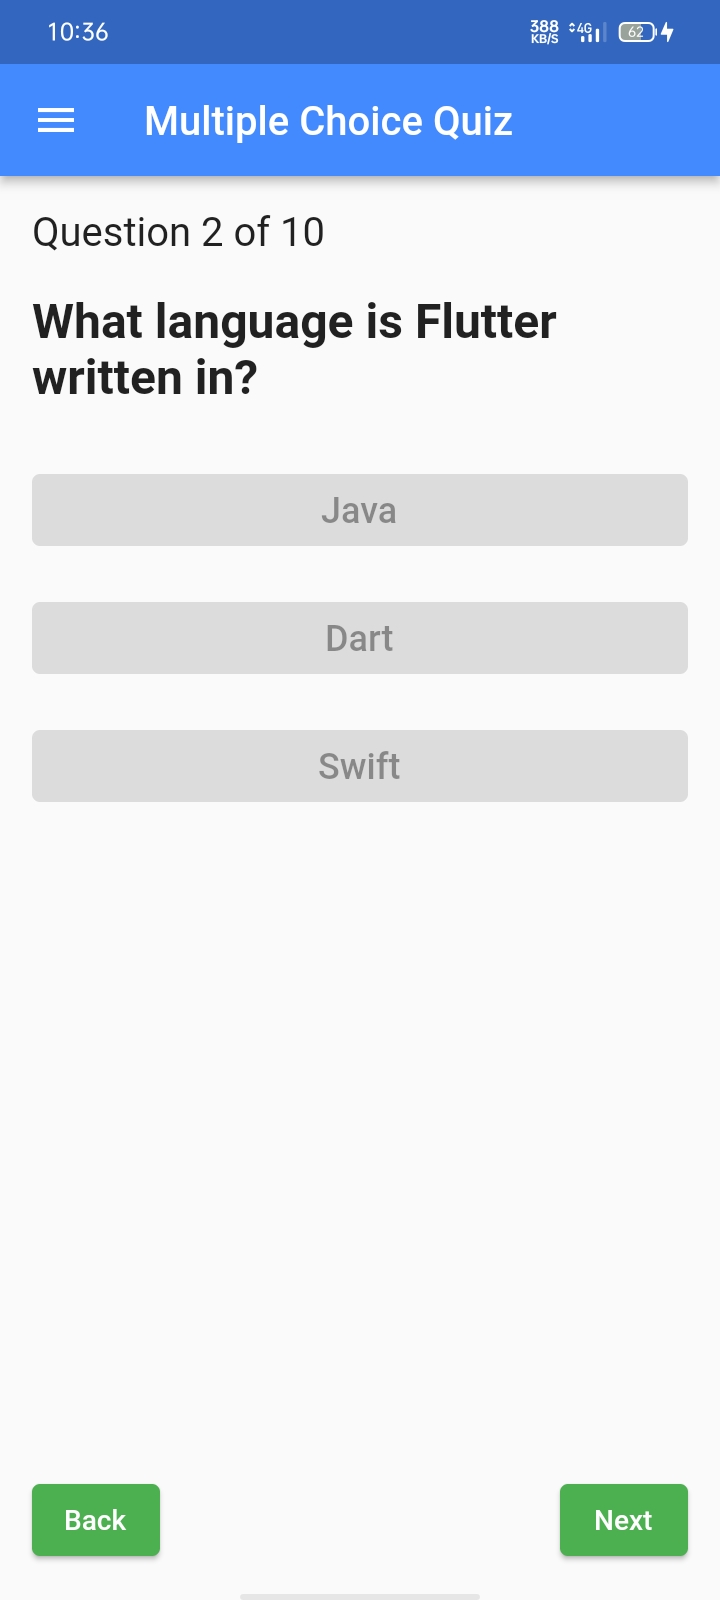 10:36
388
KB/S
4G
62
Multiple Choice Quiz
Question 2 of 10
What language is Flutter
written in?
Java
Dart
Swift
Back
Next